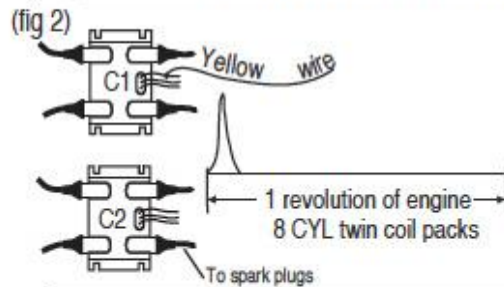 (fig 2)
Yellow wire
C1
1 revolution of engine
8 CYL twin coil packs
C2
To spark plugs